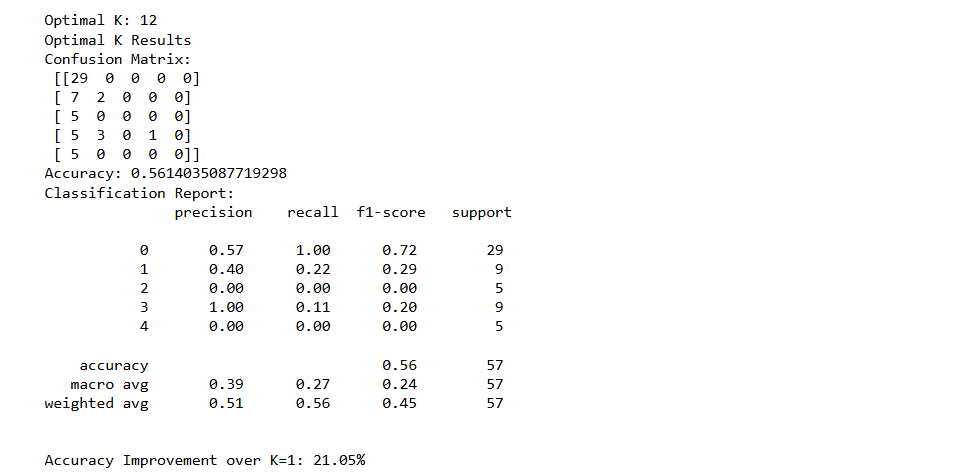 Optimal K: 12
Optimal K Results
Confusion Matrix:
[[29  0  0  0  0]
[ 7  2  0  0  0]
[ 5  0  0  0  0]
[ 5  3  0  1  0]
[ 5  0  0  0  0]]
Accuracy: 0.5614035087719298
Classification Report:
precision    recall  f1-score   support
0       0.57      1.00      0.72        29
1       0.40      0.22      0.29         9
2       0.00      0.00      0.00         5
3       1.00      0.11      0.20         9
4       0.00      0.00      0.00         5
accuracy                           0.56        57
macro avg       0.39      0.27      0.24        57
weighted avg       0.51      0.56      0.45        57
Accuracy Improvement over K=1: 21.05%